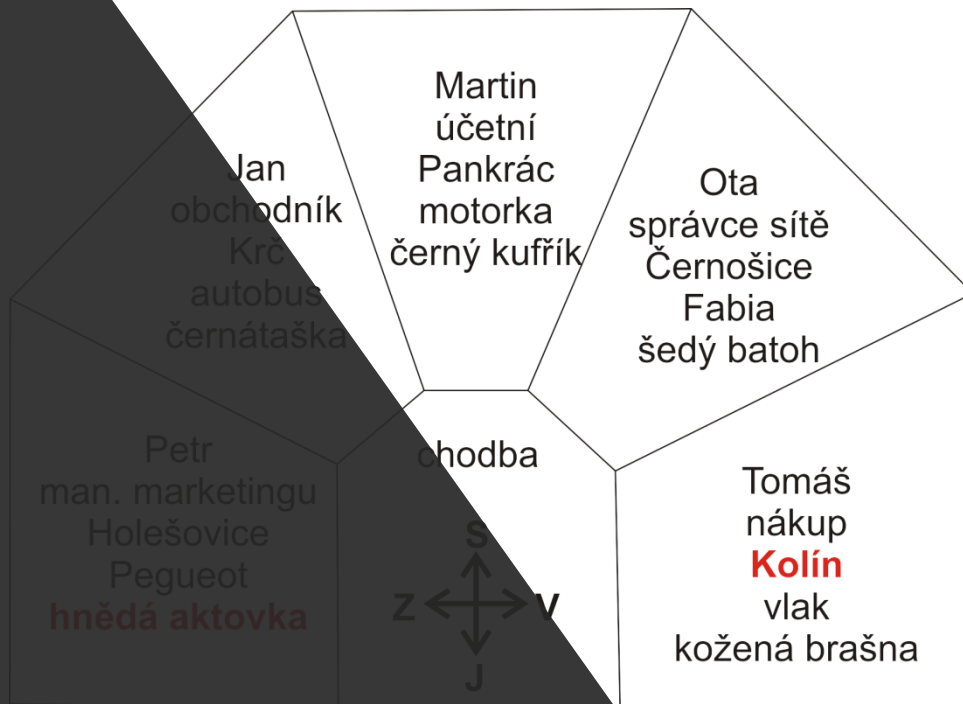 Jan
obchodník
Krč
autobus
černátaška
Martin
účetní
Pankrác
motorka
černý kufřík
Ota
správce sítě
Černošice
Fabia
šedý batoh
Petr
man. marketingu
Holešovice
Pegueot
hnědá aktovka
chodba
S
Z V
J
Tomáš
nákup
Kolín
vlak
kožená brašna